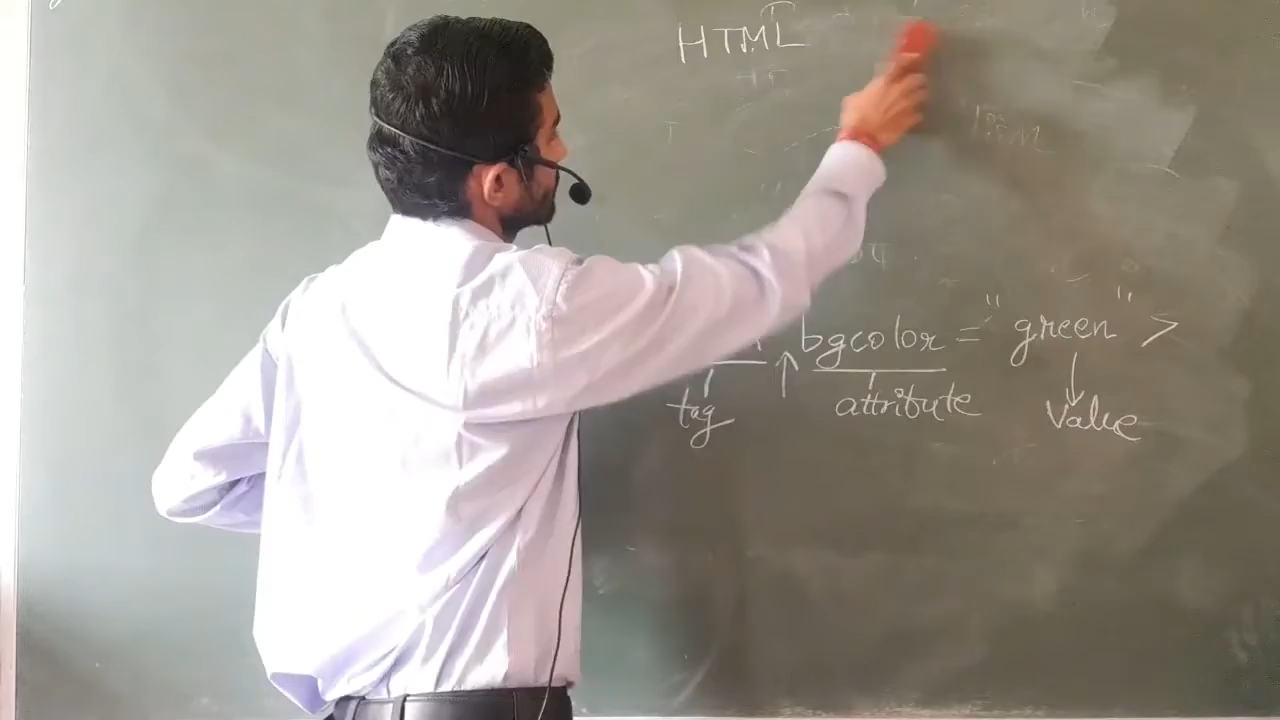 HTML
bgcolor = "green" >
tag attribute value